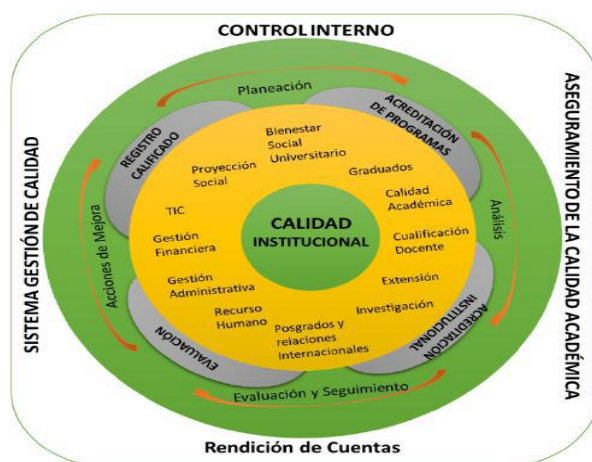 CONTROL INTERNO
Planeación
REGISTRO
CALIFICADO
ACREDITACIÓN
DE PROGRAMAS
SISTEMA GESTIÓN DE CALIDAD
Acciones de Mejora
Bienestar
Social
Universitario
Proyección
Social
Graduados
TIC
Calidad
Académica
Gestión
Financiera
CALIDAD
INSTITUCIONAL
Cualificación
Docente
Gestión
Administrativa
Extensión
Recurso
Humano
Investigación
Posgrados y
relaciones
Internacionales
Análisis
ASEGURAMIENTO DE LA CALIDAD ACADÉMICA
EVALUACIÓN
ACREDITACIÓN
INSTITUCIONAL
Evaluación y Seguimiento
Rendición de Cuentas